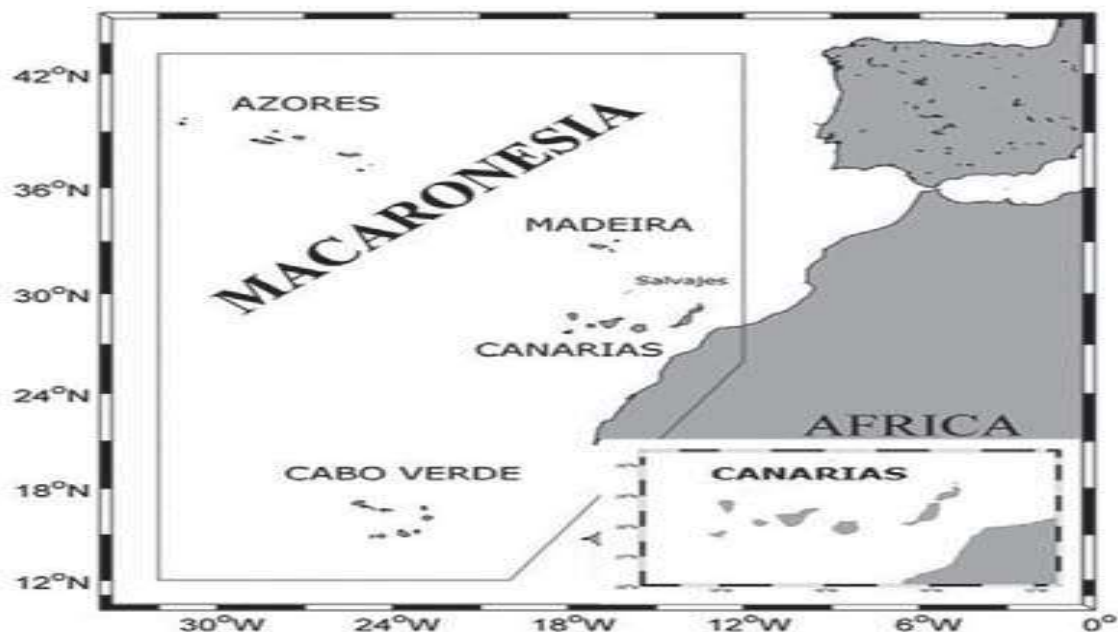 42°N
AZORES
MACARONESIA
36°N
MADEIRA
30°N
Salvajes
CANARIAS
24°N
AFRICA
CABO VERDE
CANARIAS
18°N
12°N
30°W 24°W 18°W 12°W 6°W 0°